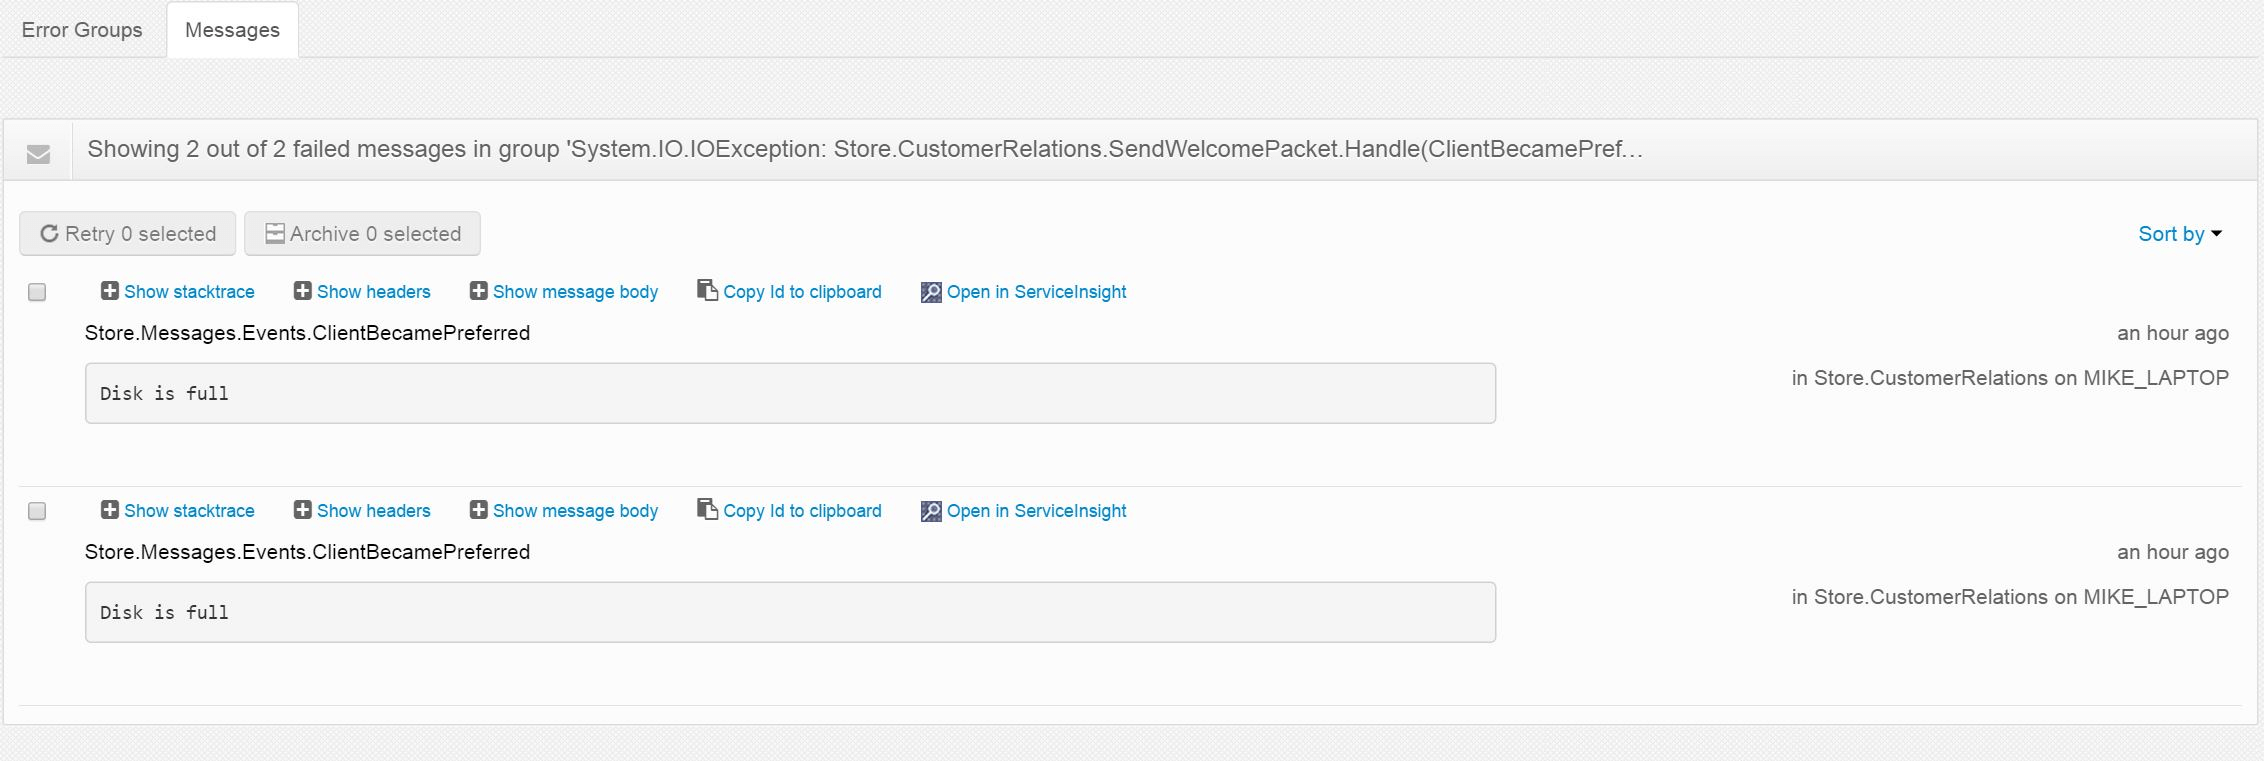 Error Groups Messages
Showing 2 out of 2 failed messages in group 'System.IO.IOException: Store.CustomerRelations.SendWelcomePacket.Handle(ClientBecamePref…
Retry 0 selected Archive 0 selected Sort by
Show stacktrace Show headers Show message body Copy Id to clipboard Open in ServiceInsight
Store.Messages.Events.ClientBecamePreferred an hour ago
Disk is full in Store.CustomerRelations on MIKE_LAPTOP
Show stacktrace Show headers Show message body Copy Id to clipboard Open in ServiceInsight
Store.Messages.Events.ClientBecamePreferred an hour ago
Disk is full in Store.CustomerRelations on MIKE_LAPTOP